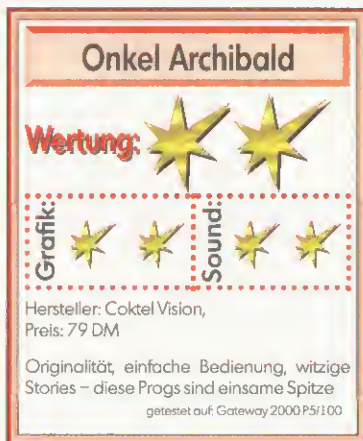 Onkel Archibald
Wertung:
Grafik:
Sound:
Hersteller: Coktel Vision,
Preis: 79 DM
Originalität, einfache Bedienung, witzige
Stories – diese Progs sind einsame Spitze
getestet auf: Gateway 2000 P5/100